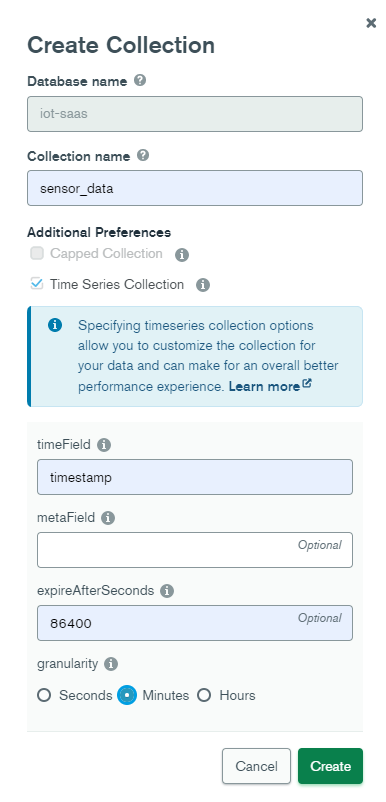 Create Collection
Database name
iot-saas
Collection name
sensor_data
Additional Preferences
Capped Collection
Time Series Collection
Specifying timeseries collection options
allow you to customize the collection for
your data and can make for an overall better
performance experience. Learn more
timeField
timestamp
metaField
Optional
expireAfterSeconds
86400 Optional
granularity
Seconds Minutes Hours
Cancel Create